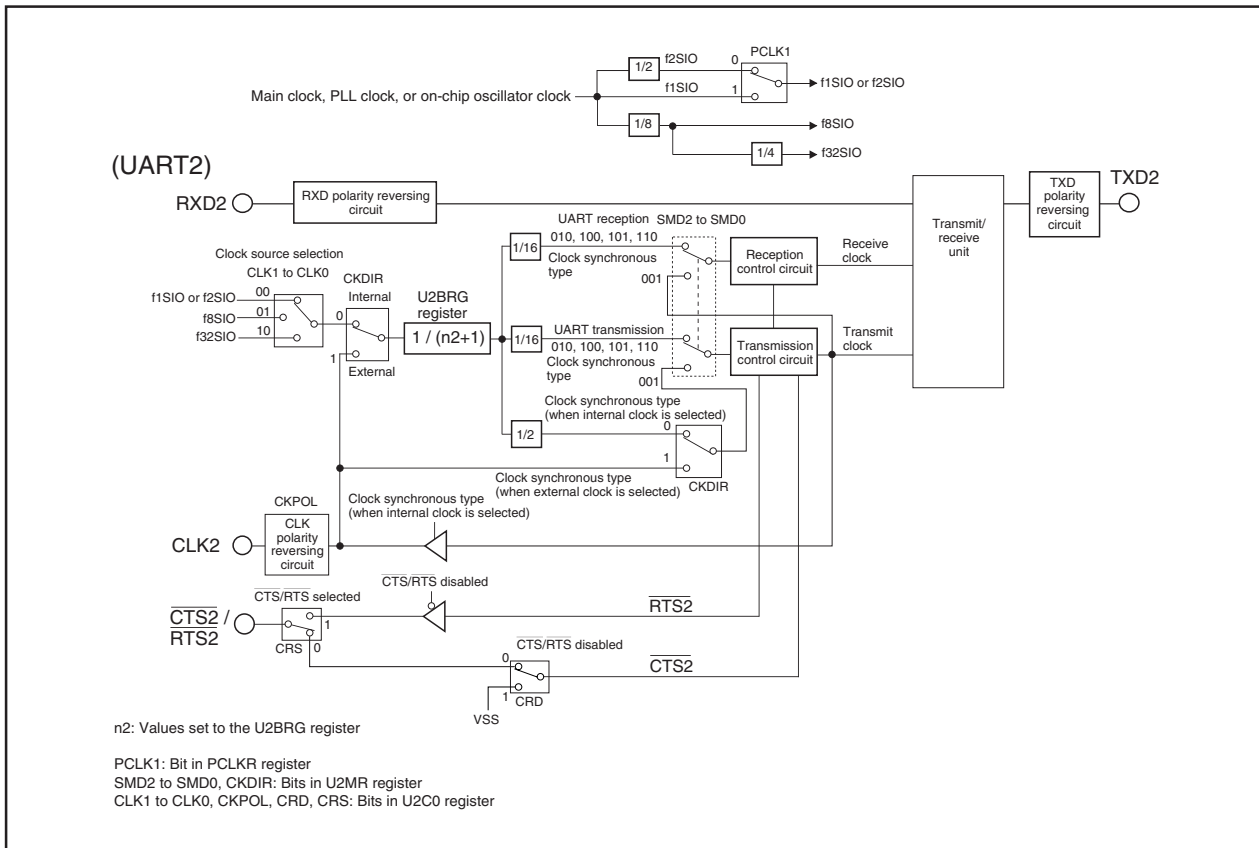 PCLK1
f2SIO
0
1/2
f1SIO or f2SIO
f1SIO
1
Main clock, PLL clock, or on-chip oscillator clock
1/8
f8SIO
1/4
f32SIO
(UART2)
RXD2
RXD polarity reversing
circuit
TXD
polarity
reversing
circuit
TXD2
Transmit/
receive
unit
UART reception
SMD2 to SMD0
010, 100, 101, 110
1/16
Clock synchronous
type
Reception
control circuit
Receive
clock
001
Clock source selection
CLK1 to CLK0
f1SIO or f2SIO
00
f8SIO
01
f32SIO
10
CKDIR
Internal
0
1
External
U2BRG
register
1 / (n2+1)
1/16
UART transmission
010, 100, 101, 110
Clock synchronous
type
Transmission
control circuit
Transmit
clock
001
Clock synchronous type
(when internal clock is selected)
1/2
0
1
CKDIR
Clock synchronous type
(when external clock is selected)
CKPOL
Clock synchronous type
(when internal clock is selected)
CLK2
CLK
polarity
reversing
circuit
CTS/RTS disabled
CTS/RTS selected
CTS2 /
RTS2
1
0
CRS
RTS2
CTS/RTS disabled
0
1
CRD
CTS2
VSS
n2: Values set to the U2BRG register
PCLK1: Bit in PCLKR register
SMD2 to SMD0, CKDIR: Bits in U2MR register
CLK1 to CLK0, CKPOL, CRD, CRS: Bits in U2C0 register